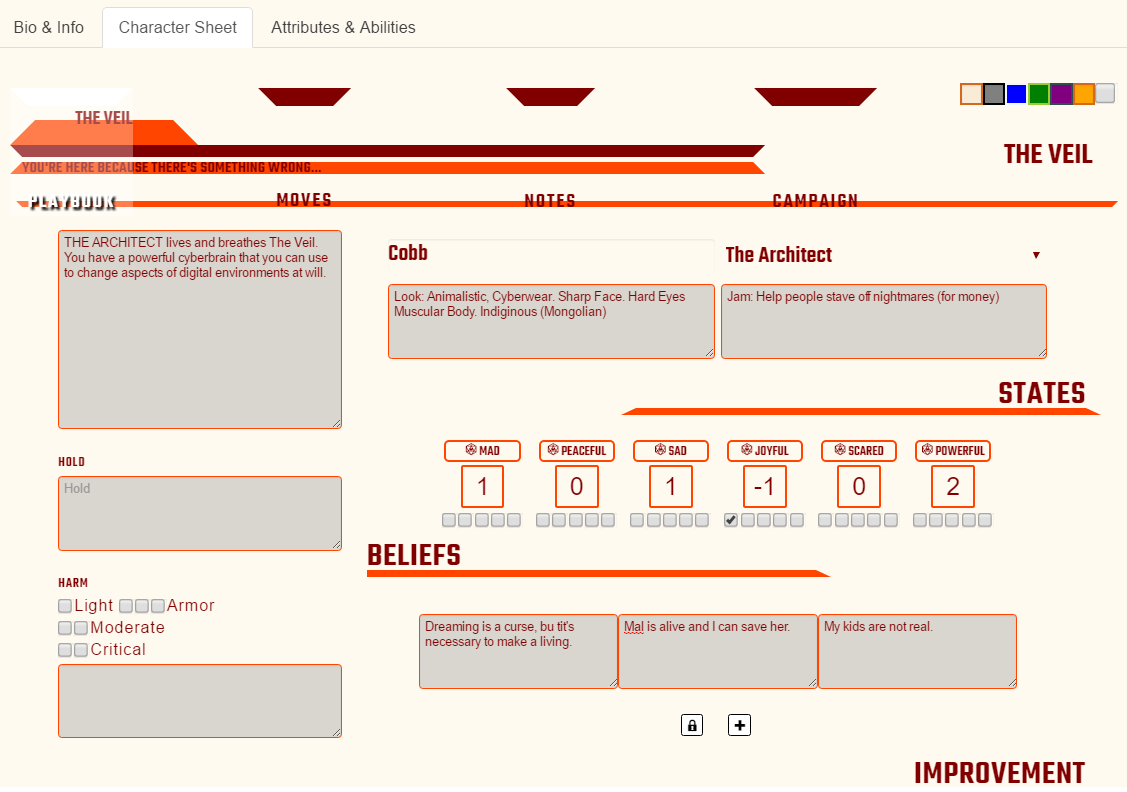 Bio & Info
Character Sheet
Attributes & Abilities
THE VEIL
YOU'RE HERE BECAUSE THERE'S SOMETHING WRONG...
THE VEIL
PLAYBOOK
MOVES
NOTES
CAMPAIGN
THE ARCHITECT lives and breathes The Veil.
You have a powerful cyberbrain that you can use
to change aspects of digital environments at will.
Cobb
The Architect
Look: Animalistic, Cyberwear. Sharp Face. Hard Eyes
Muscular Body. Indiginous (Mongolian)
Jam: Help people stave off nightmares (for money)
STATES
MAD
PEACEFUL
SAD
JOYFUL
SCARED
POWERFUL
1
0
1
-1
0
2
HOLD
Hold
BELIEFS
HARM
Light
Armor
Moderate
Critical
Dreaming is a curse, bu tit's
necessary to make a living.
Mal is alive and I can save her.
My kids are not real.
IMPROVEMENT